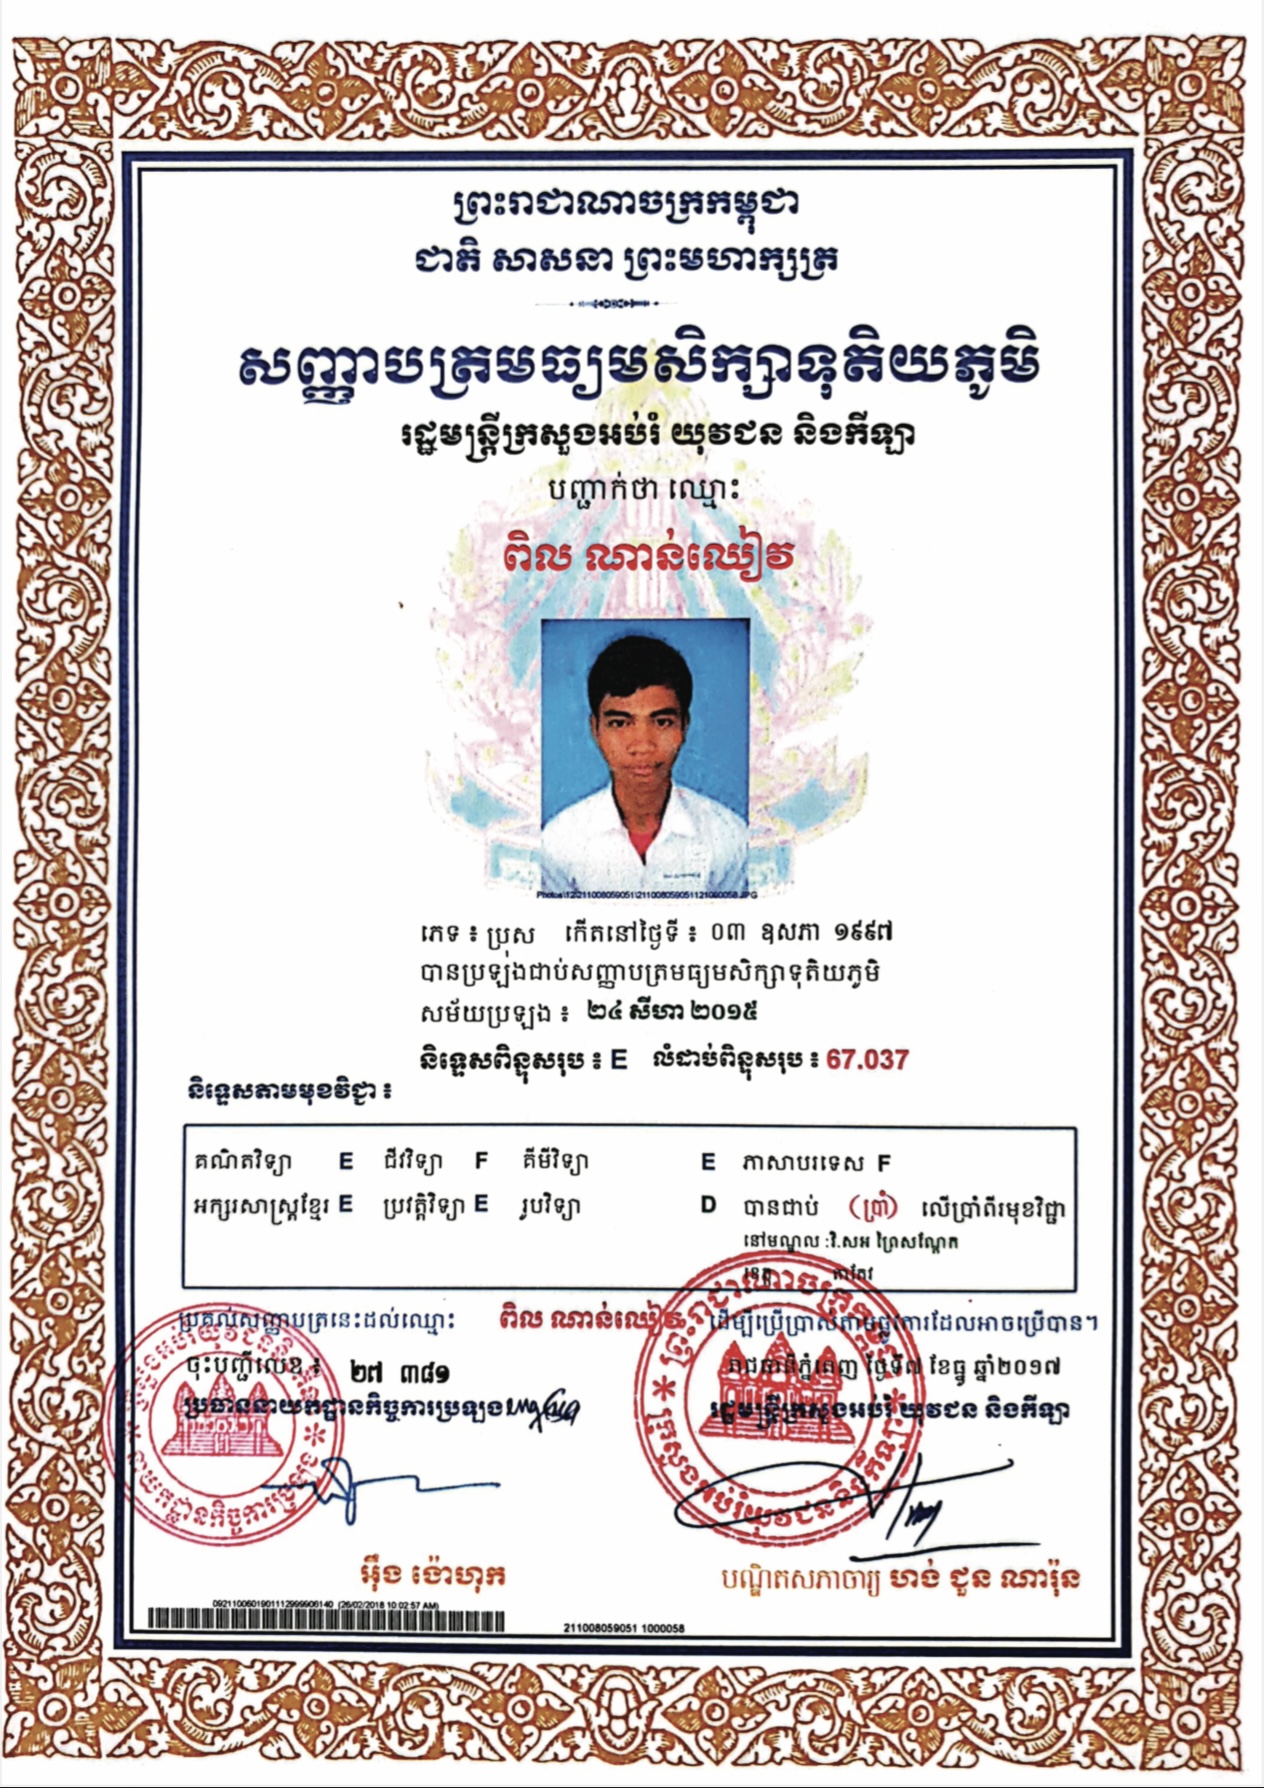 ព្រះរាជាណាចក្រកម្ពុជា
ជាតិ សាសនា ព្រះមហាក្សត្រ
សញ្ញាបត្រមធ្យមសិក្សាទុតិយភូមិ
រដ្ឋមន្ត្រីក្រសួងអប់រំ យុវជន និងកីឡា
បញ្ជាក់ថា ឈ្មោះ
ពិល ណាន់ឈៀវ
Photos\12\211008059051\2110080590511210000058.JPG
ភេទ ៖ ប្រុស កើតនៅថ្ងៃទី ៖ ០៣ ឧសភា ១៩៩៧
បានប្រឡងជាប់សញ្ញាបត្រមធ្យមសិក្សាទុតិយភូមិ
សម័យប្រឡង ៖ ២៤ សីហា ២០១៥
និទ្ទេសពិន្ទុសរុប ៖ E លំដាប់ពិន្ទុសរុប ៖ 67.037
និទ្ទេសតាមមុខវិជ្ជា ៖
គណិតវិទ្យា E ជីវវិទ្យា F គីមីវិទ្យា E ភាសាបរទេស F
អក្សរសាស្ត្រខ្មែរ E ប្រវត្តិវិទ្យា E រូបវិទ្យា D បានជាប់ (ប្រាំ) លើប្រាំពីរមុខវិជ្ជា
នៅមណ្ឌល :វិ.សអ ព្រៃសណ្តែក
ខេត្ត តាកែវ
ប្រគល់សញ្ញាបត្រនេះដល់ឈ្មោះ ពិល ណាន់ឈៀវ ដើម្បីប្រើប្រាស់តាមផ្លូវការដែលអាចប្រើបាន។
ចុះបញ្ជីលេខ ៖ ២៧ ៣៨១ រាជធានីភ្នំពេញ ថ្ងៃទី៧ ខែធ្នូ ឆ្នាំ២០១៧
ប្រធាននាយកដ្ឋានកិច្ចការប្រឡង រដ្ឋមន្ត្រីក្រសួងអប់រំ យុវជន និងកីឡា
អ៊ឹង ង៉ោហុក បណ្ឌិតសភាចារ្យ ហង់ ជួន ណារ៉ុន
0921100601901112999906140 (26/02/2018 10:02:57 AM)
211008059051 1000058